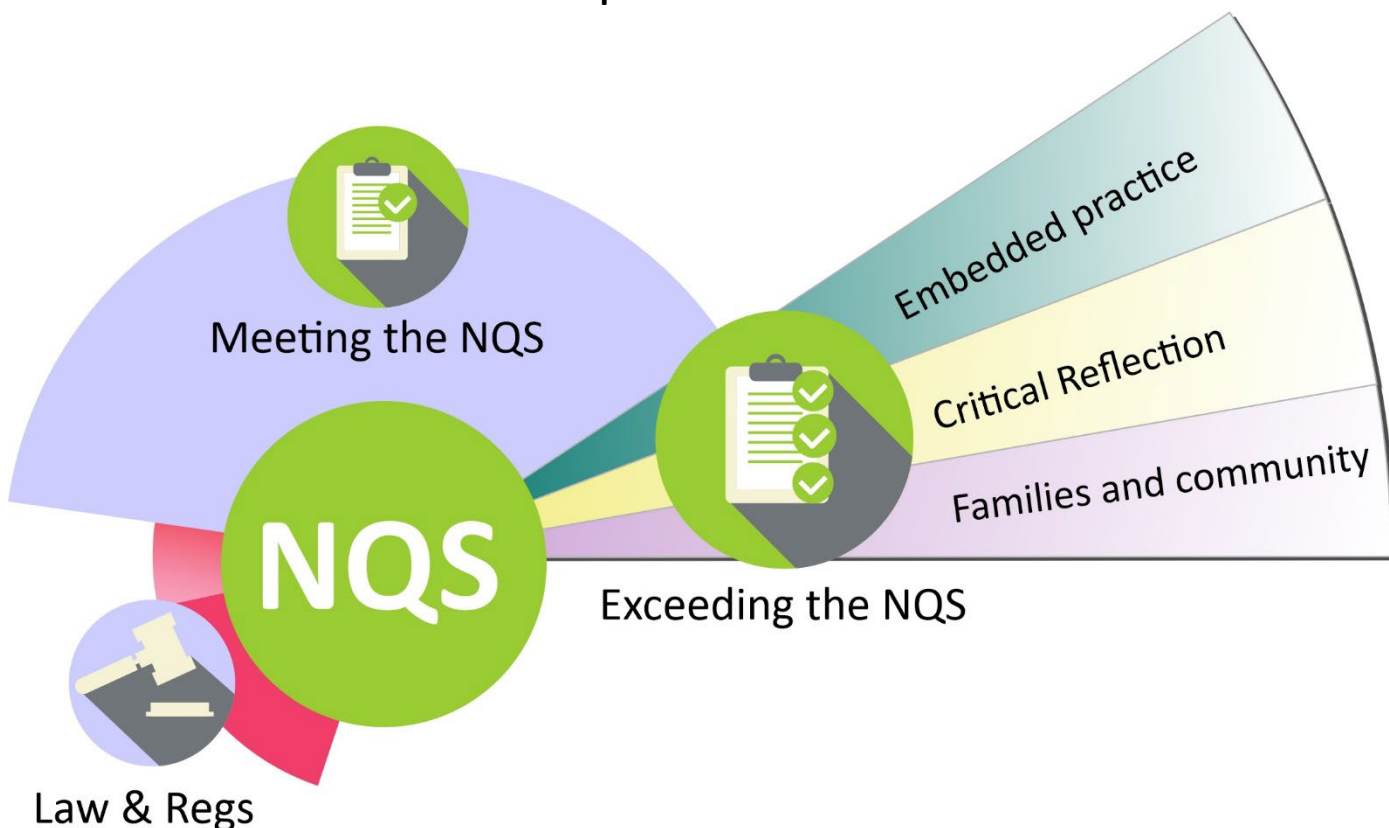 Meeting the NQS
NQS
Law & Regs
Exceeding the NQS
Embedded practice
Critical Reflection
Families and community